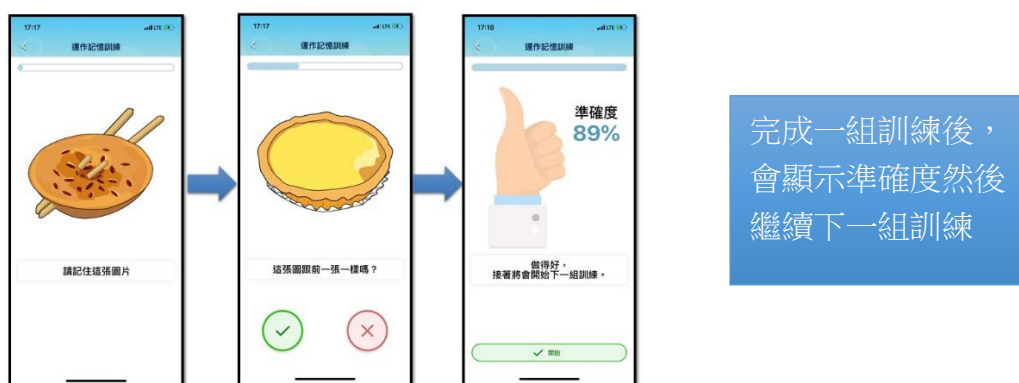 17:17
LTE
運作記憶訓練
請記住這張圖片
17:17
LTE
運作記憶訓練
這張圖跟前一張一樣嗎？
17:18
LTE
運作記憶訓練
準確度
89%
做得好，
接著將會開始下一組訓練。
開始
完成一組訓練後，
會顯示準確度然後
繼續下一組訓練